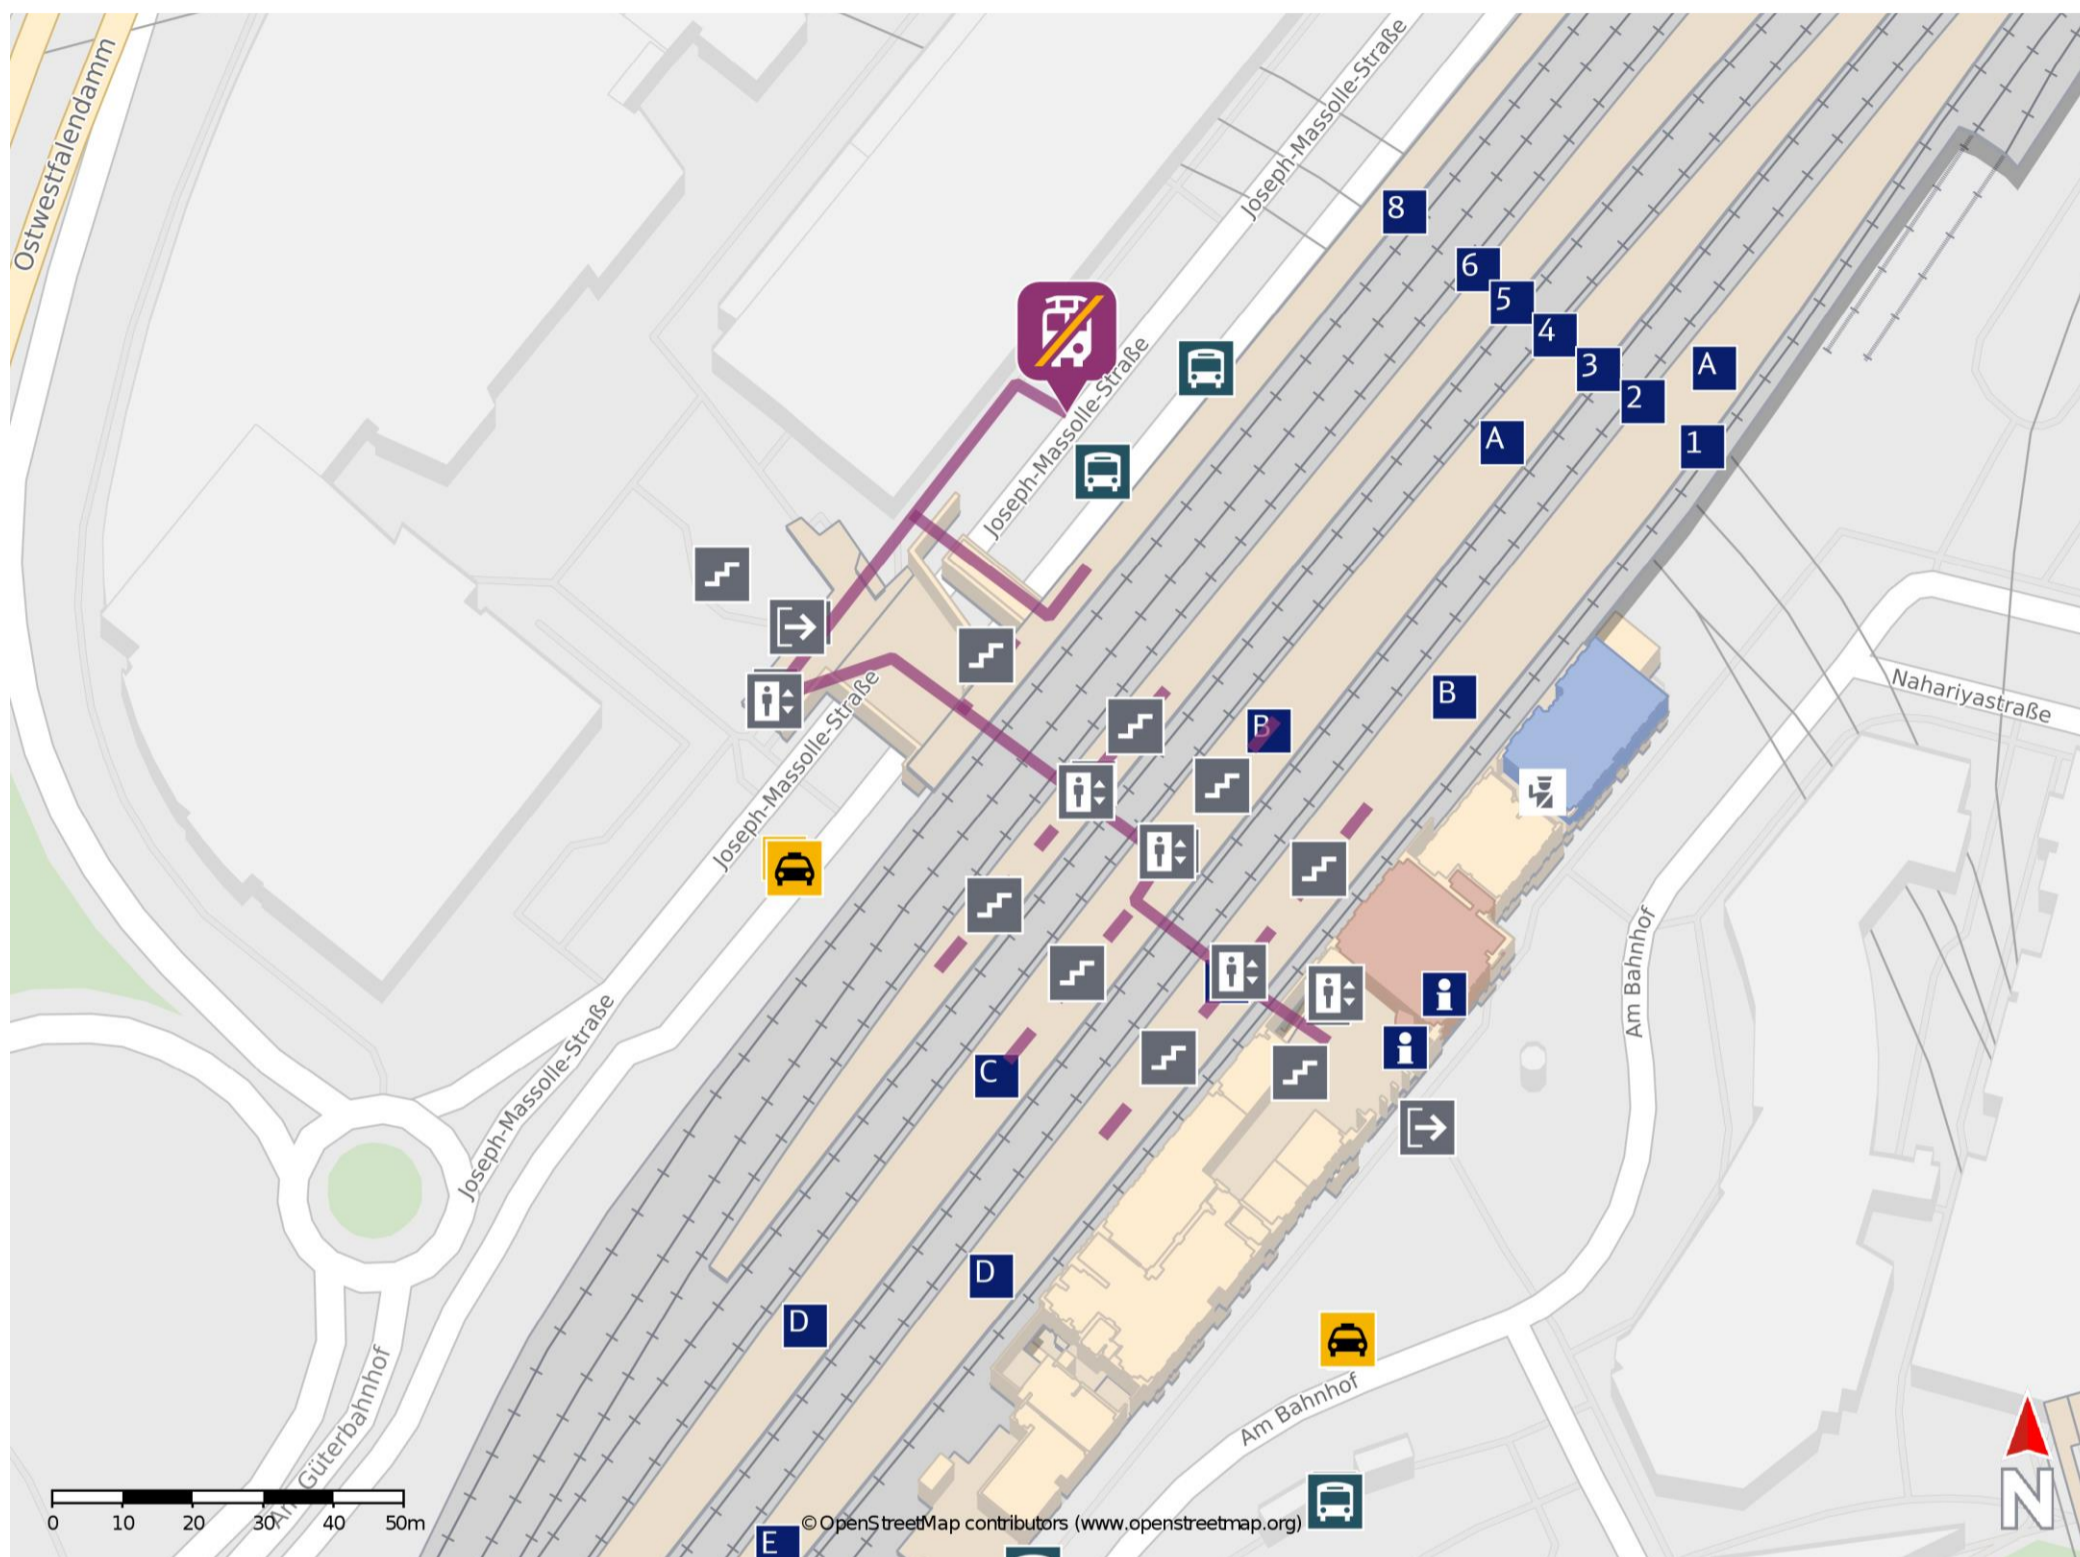 Ostwestfalendamm
Joseph-Massolle-Straße
8
6
5
4
3
2
1
A
A
Joseph-Massolle-Straße
B
B
Nahariyastraße
Joseph-Massolle-Straße
Am Bahnhof
C
Joseph-Massolle-Straße
D
D
Am Bahnhof
Am Güterbahnhof
E
0 10 20 30 40 50m
© OpenStreetMap contributors (www.openstreetmap.org)
N